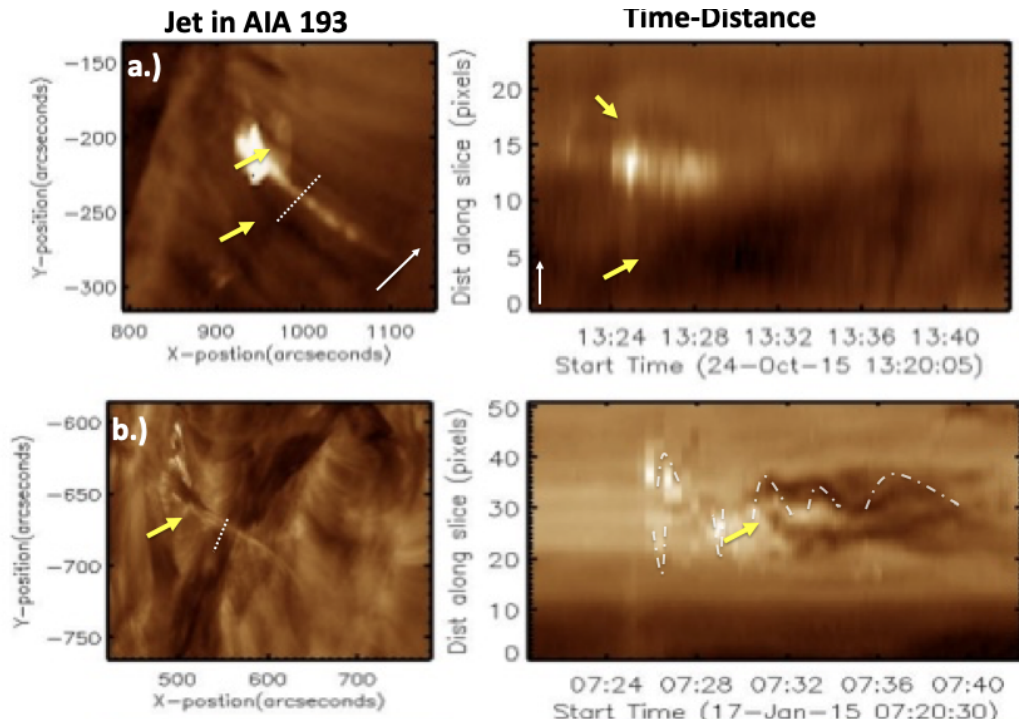 Jet in AIA 193
Time-Distance
a.)
Y-position(arcseconds)
-150
-200
-250
-300
800 900 1000 1100
X-postion(arcseconds)
Dist along slice (pixels)
20
15
10
5
0
13:24 13:28 13:32 13:36 13:40
Start Time (24-Oct-15 13:20:05)
b.)
Y-position(arcseconds)
-600
-650
-700
-750
500 600 700
X-postion(arcseconds)
Dist along slice (pixels)
50
40
30
20
10
0
07:24 07:28 07:32 07:36 07:40
Start Time (17-Jan-15 07:20:30)